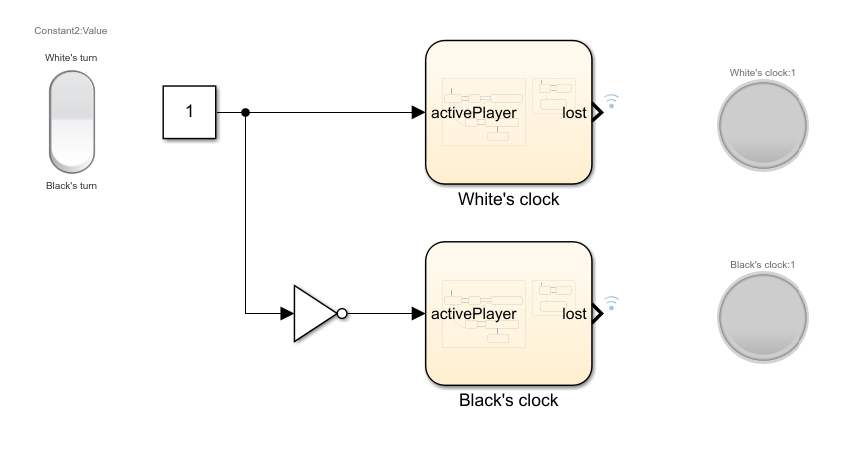 Constant2:Value
White's turn
Black's turn
1
activePlayer
lost
White's clock
activePlayer
lost
Black's clock
White's clock:1
Black's clock:1